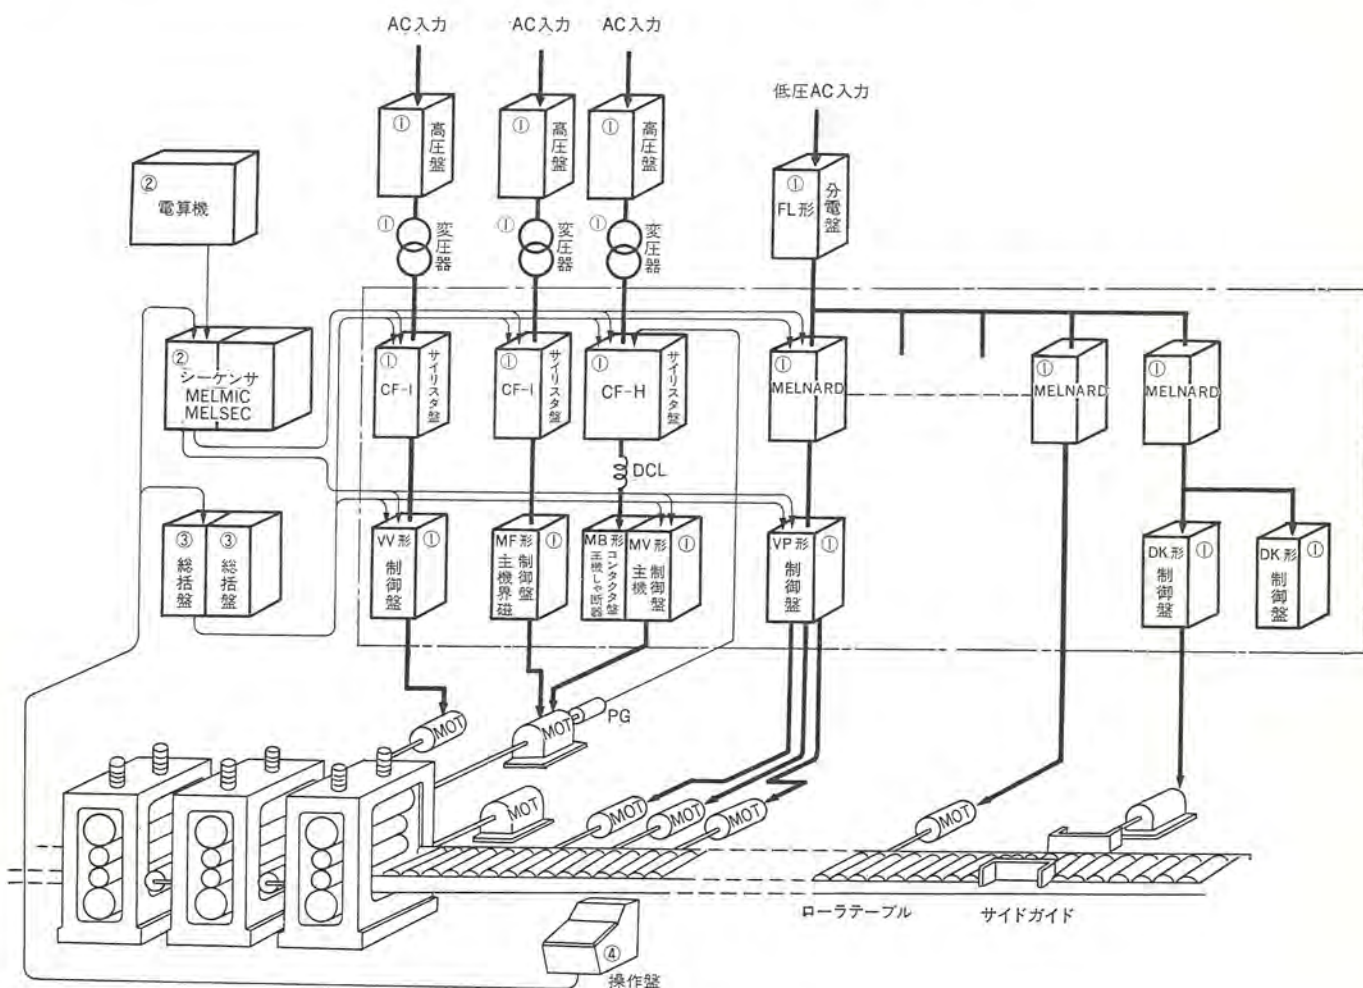 AC入力
AC入力
AC入力
低圧AC入力
① 高圧盤
① 高圧盤
① 高圧盤
① FL形 分電盤
② 電算機
① 変圧器
① 変圧器
① 変圧器
② シーケンサ
MELMIC
MELSEC
① CF-I サイリスタ盤
① CF-I サイリスタ盤
① CF-H サイリスタ盤
① MELNARD
① MELNARD
① MELNARD
DCL
③ 総括盤
③ 総括盤
VV形 ① 制御盤
MF形 ① 主機界磁 制御盤
MB形 主機しゃ断器 コンタクタ盤
MV形 ① 主機 制御盤
VP形 ① 制御盤
DK形 ① 制御盤
DK形 ① 制御盤
MOT
MOT
PG
MOT
MOT
MOT
MOT
MOT
ローラテーブル
サイドガイド
④
操作盤